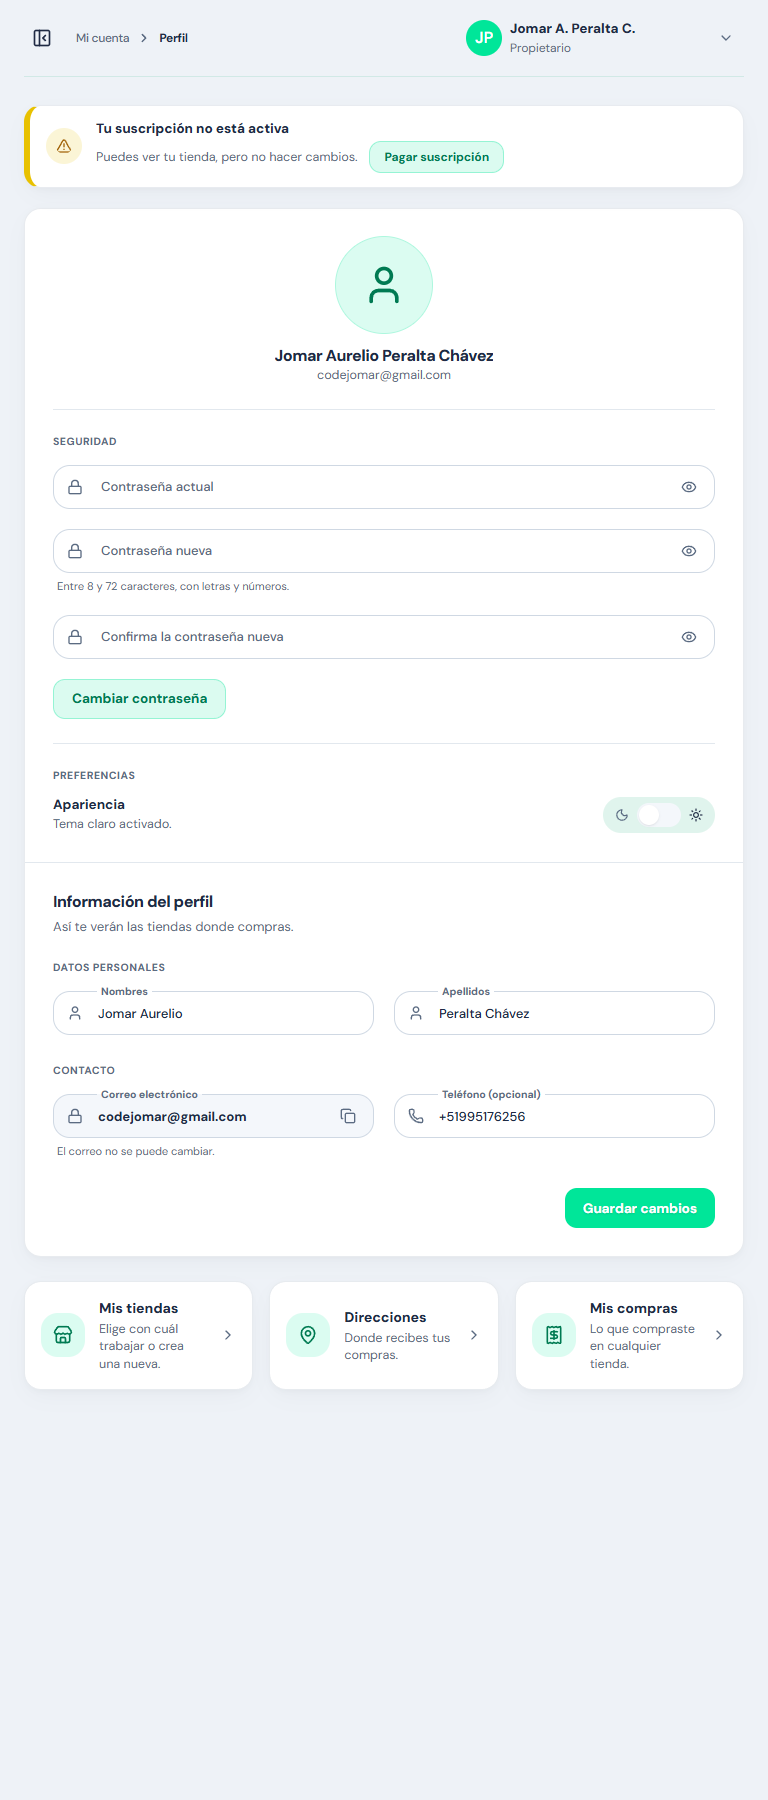 Mi cuenta > Perfil
JP
Jomar A. Peralta C.
Propietario
Tu suscripción no está activa
Puedes ver tu tienda, pero no hacer cambios.
Pagar suscripción
Jomar Aurelio Peralta Chávez
codejomar@gmail.com
SEGURIDAD
Contraseña actual
Contraseña nueva
Entre 8 y 72 caracteres, con letras y números.
Confirma la contraseña nueva
Cambiar contraseña
PREFERENCIAS
Apariencia
Tema claro activado.
Información del perfil
Así te verán las tiendas donde compras.
DATOS PERSONALES
Nombres
Jomar Aurelio
Apellidos
Peralta Chávez
CONTACTO
Correo electrónico
codejomar@gmail.com
El correo no se puede cambiar.
Teléfono (opcional)
+51995176256
Guardar cambios
Mis tiendas
Elige con cuál
trabajar o crea
una nueva.
Direcciones
Donde recibes tus
compras.
Mis compras
Lo que compraste
en cualquier
tienda.